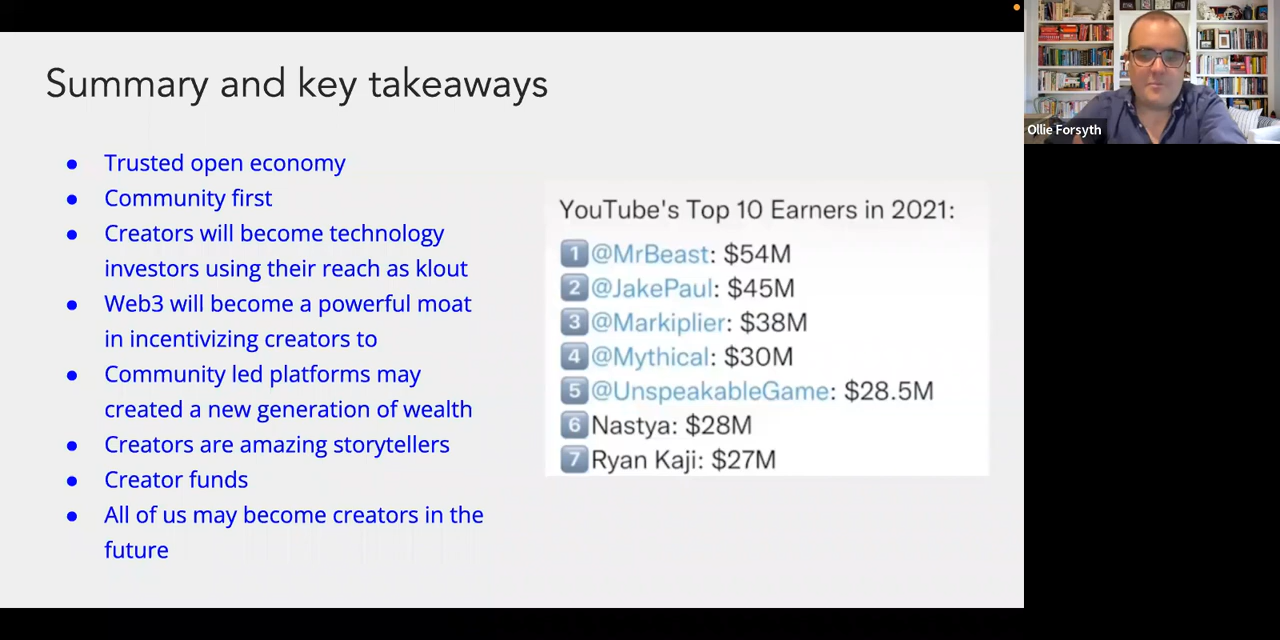 Summary and key takeaways
● Trusted open economy
● Community first
● Creators will become technology
investors using their reach as klout
● Web3 will become a powerful moat
in incentivizing creators to
● Community led platforms may
created a new generation of wealth
● Creators are amazing storytellers
● Creator funds
● All of us may become creators in the
future
YouTube's Top 10 Earners in 2021:
1 @MrBeast: $54M
2 @JakePaul: $45M
3 @Markiplier: $38M
4 @Mythical: $30M
5 @UnspeakableGame: $28.5M
6 Nastya: $28M
7 Ryan Kaji: $27M
Ollie Forsyth